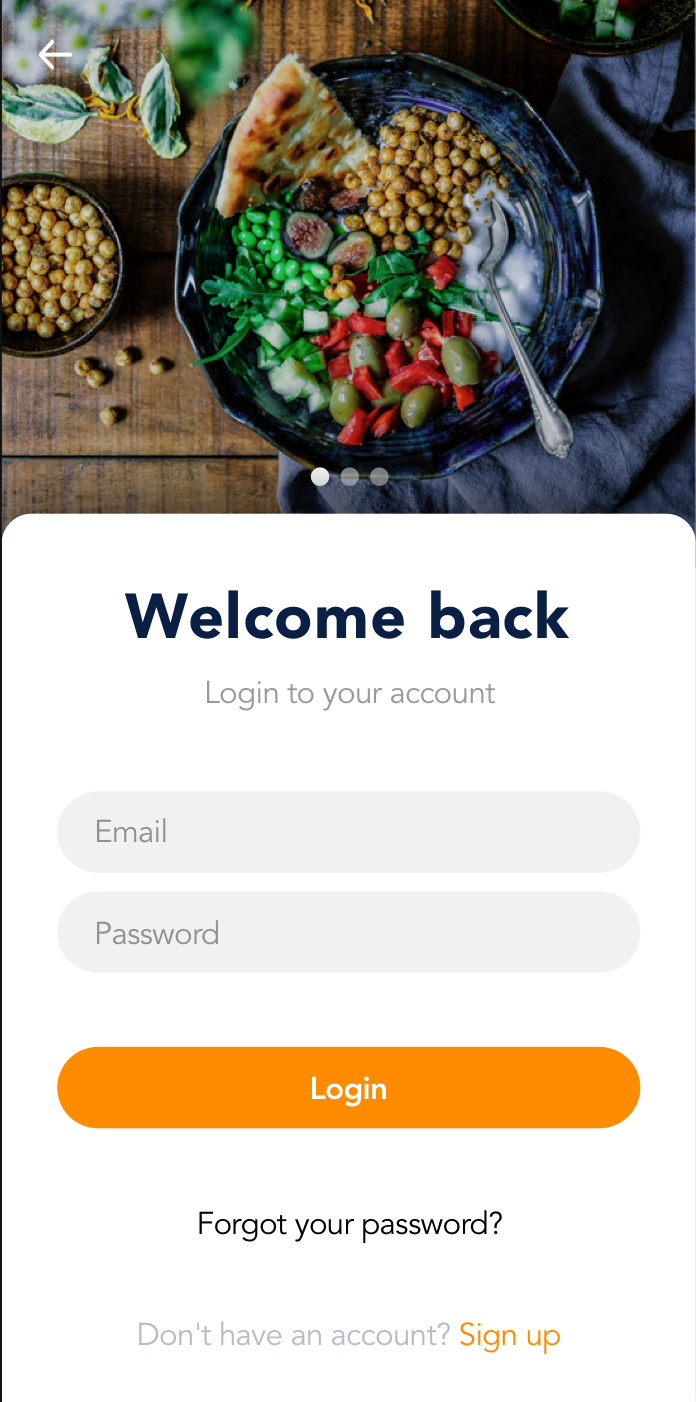 Welcome back
Login to your account
Email
Password
Login
Forgot your password?
Don't have an account? Sign up